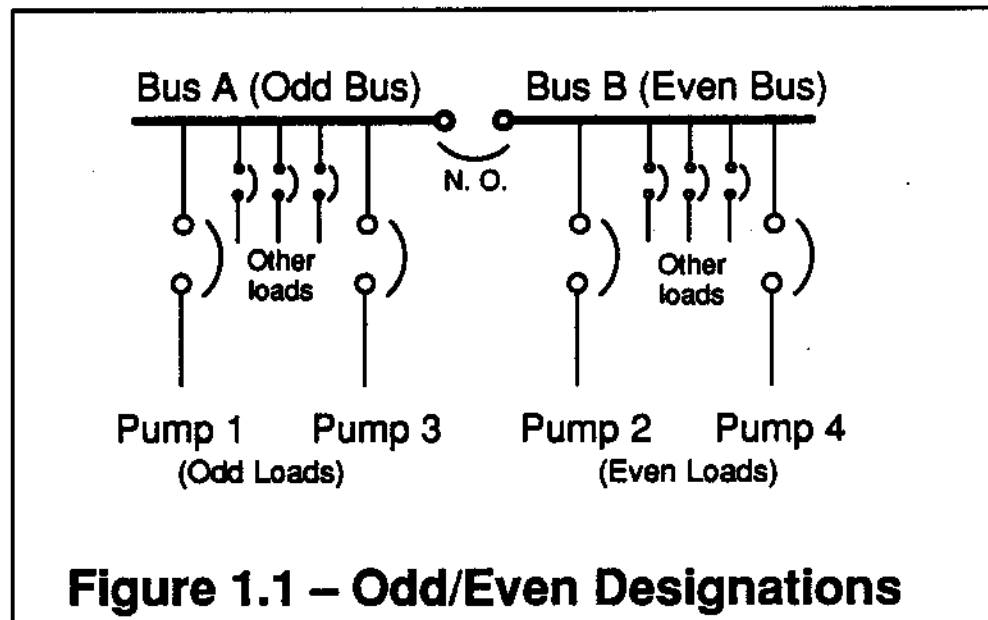 Bus A (Odd Bus)
Bus B (Even Bus)
N. O.
Other
loads
Other
loads
Pump 1
Pump 3
Pump 2
Pump 4
(Odd Loads)
(Even Loads)
Figure 1.1 – Odd/Even Designations